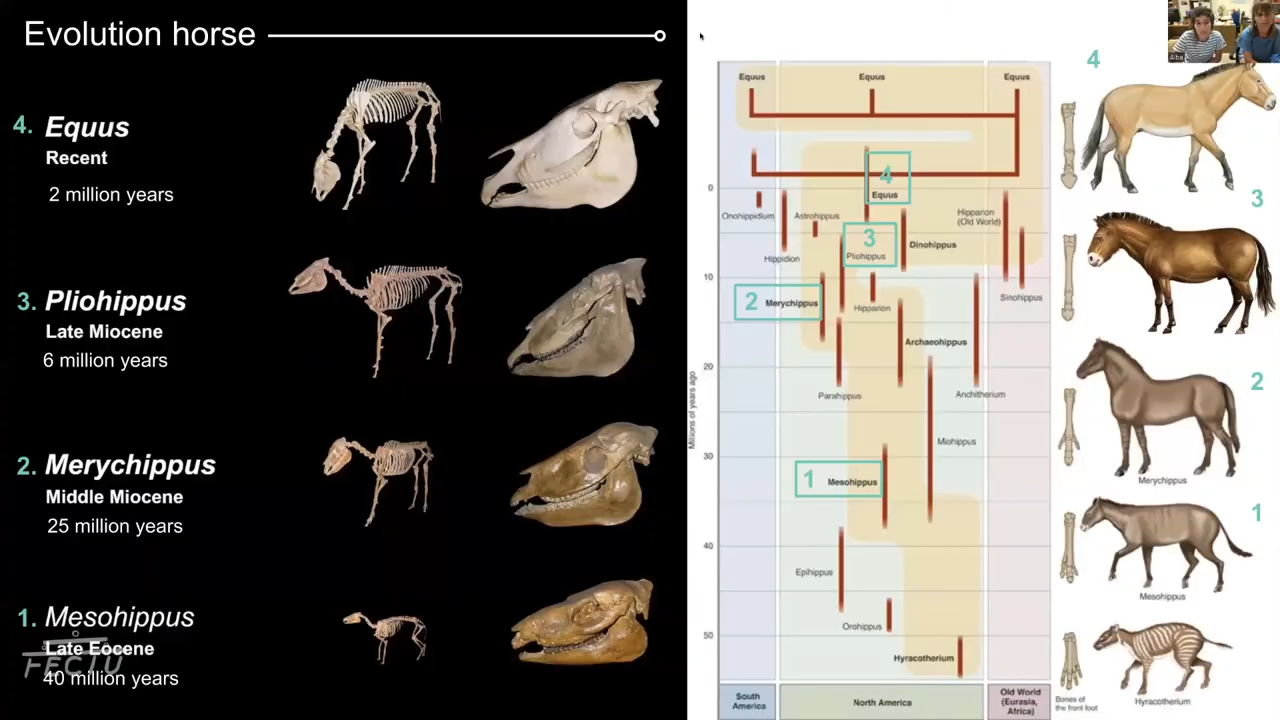 Evolution horse
4. Equus
Recent
2 million years
3. Pliohippus
Late Miocene
6 million years
2. Merychippus
Middle Miocene
25 million years
1. Mesohippus
Late Eocene
40 million years
FECTU
Alba
Equus Equus Equus
4
Equus
Onohippidium
Astrohippus
Hipparion
(Old World)
3
Pliohippus
Dinohippus
Hippidion
2 Merychippus
Hipparion
Sinohippus
Archaeohippus
Parahippus
Anchitherium
Miohippus
1 Mesohippus
Epihippus
Orohippus
Hyracotherium
0
10
20
30
40
50
Millions of years ago
South
America
North America
Old World
(Eurasia,
Africa)
4
3
2
Merychippus
1
Mesohippus
Bones of
the front foot
Hyracotherium